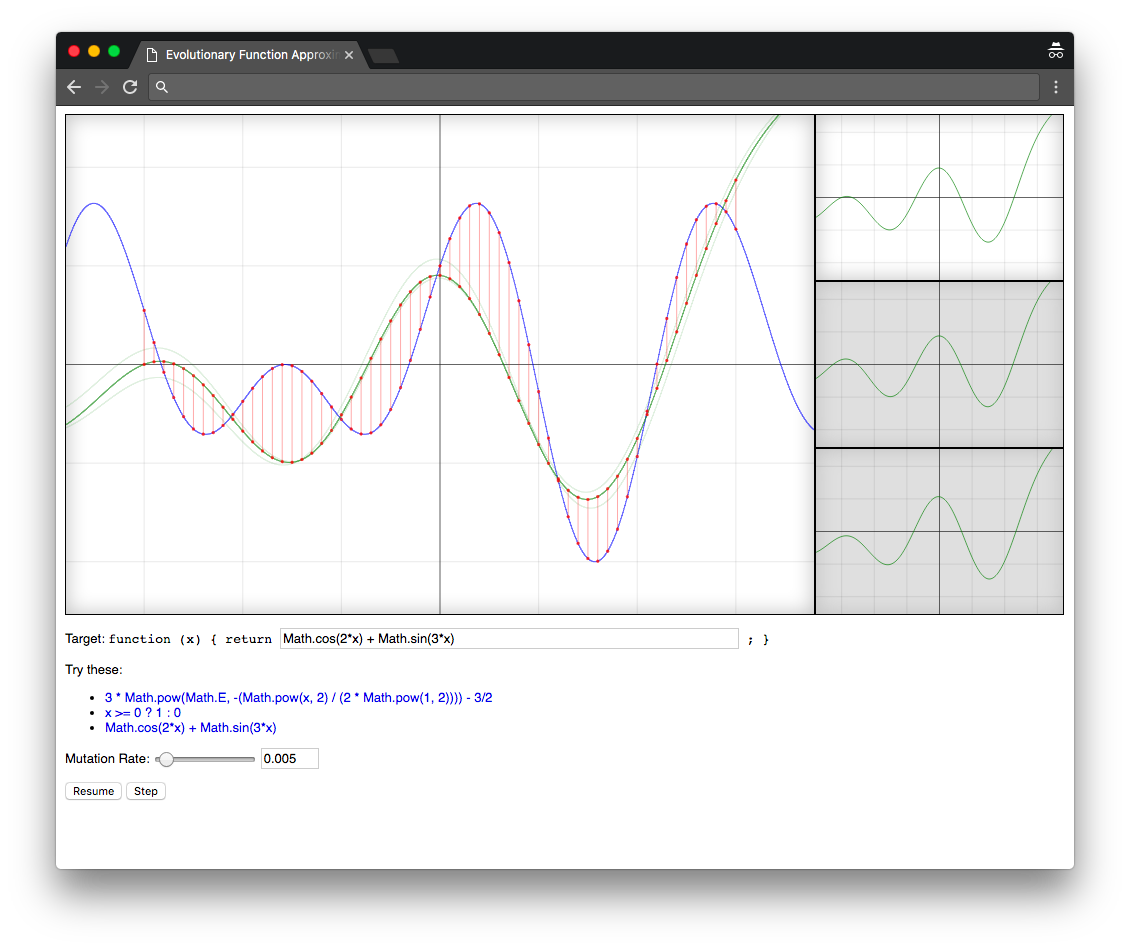 Evolutionary Function Approxi
Target: function (x) { return Math.cos(2*x) + Math.sin(3*x) ; }
Try these:
• 3 * Math.pow(Math.E, -(Math.pow(x, 2) / (2 * Math.pow(1, 2)))) - 3/2
• x >= 0 ? 1 : 0
• Math.cos(2*x) + Math.sin(3*x)
Mutation Rate: 0.005
Resume Step